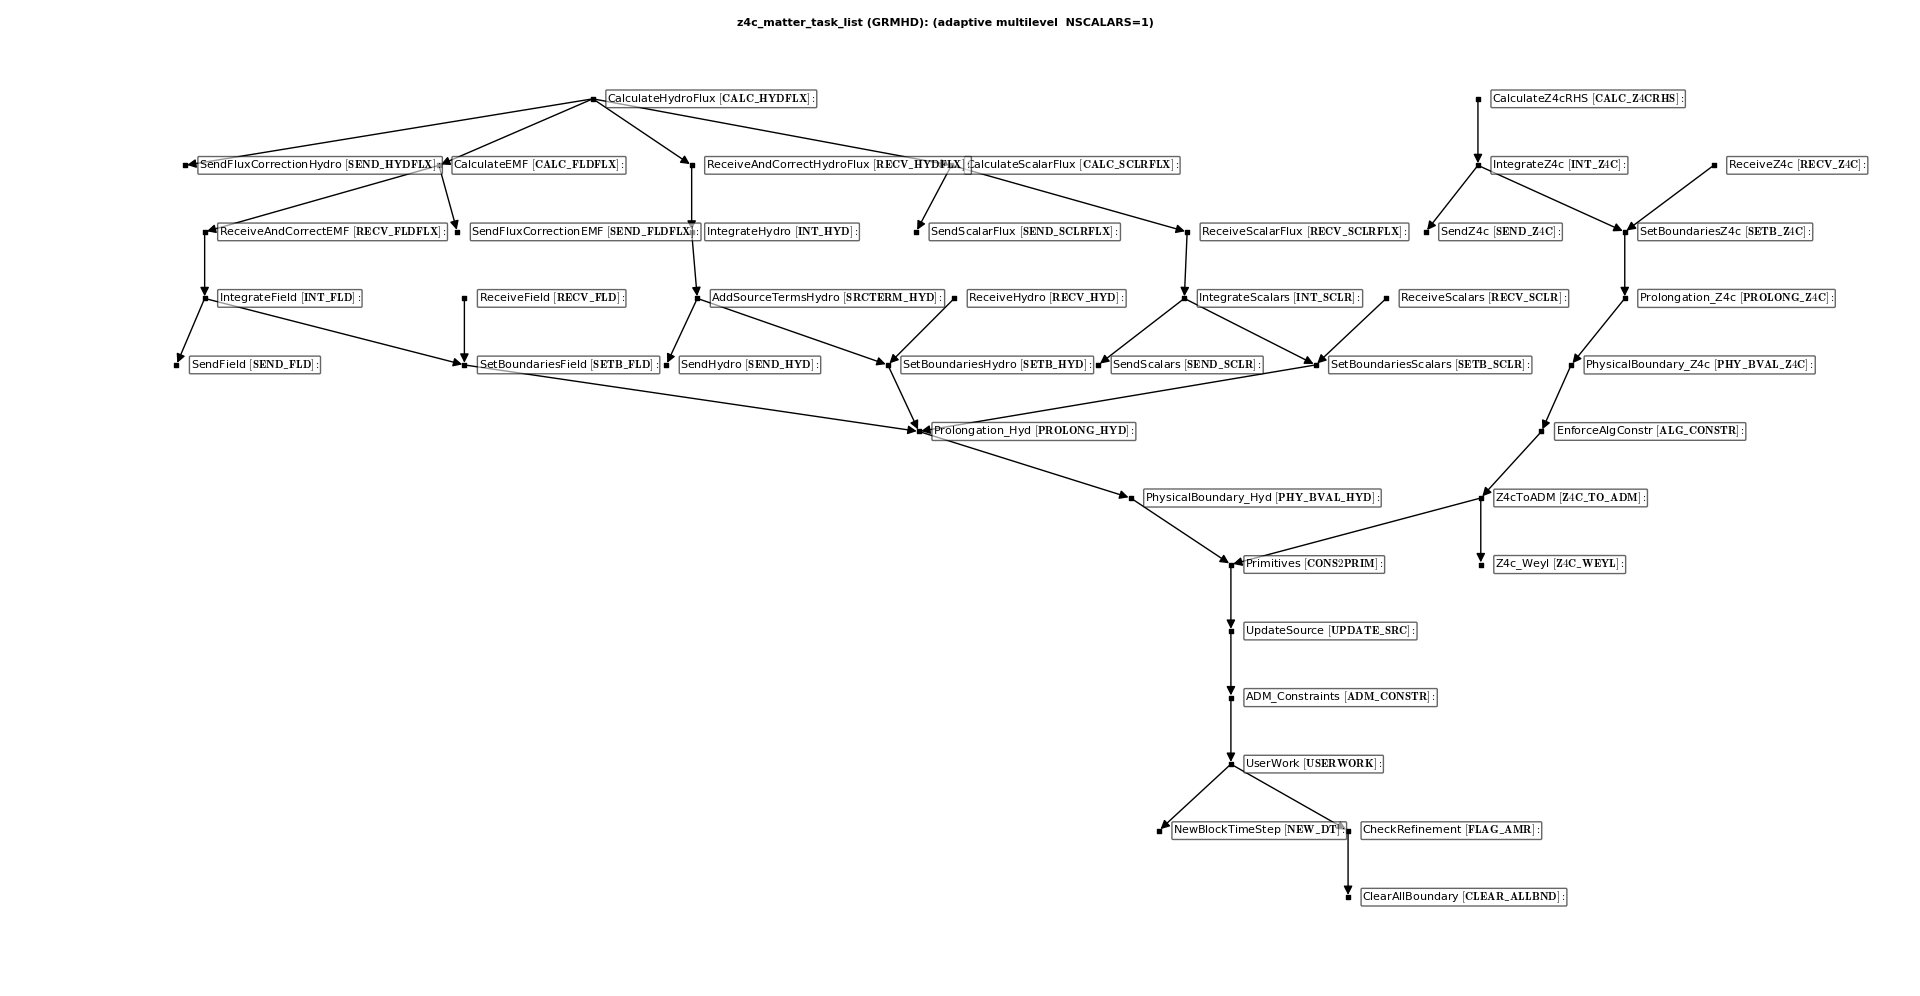 z4c_matter_task_list (GRMHD): (adaptive multilevel NSCALARS=1)
CalculateHydroFlux [CALC_HYDFLX]:
CalculateZ4cRHS [CALC_Z4CRHS]:
SendFluxCorrectionHydro [SEND_HYDFLX]:
CalculateEMF [CALC_FLDFLX]:
ReceiveAndCorrectHydroFlux [RECV_HYDFLX]:
CalculateScalarFlux [CALC_SCLRFLX]:
IntegrateZ4c [INT_Z4C]:
ReceiveZ4c [RECV_Z4C]:
ReceiveAndCorrectEMF [RECV_FLDFLX]:
SendFluxCorrectionEMF [SEND_FLDFLX]:
IntegrateHydro [INT_HYD]:
SendScalarFlux [SEND_SCLRFLX]:
ReceiveScalarFlux [RECV_SCLRFLX]:
SendZ4c [SEND_Z4C]:
SetBoundariesZ4c [SETB_Z4C]:
IntegrateField [INT_FLD]:
ReceiveField [RECV_FLD]:
AddSourceTermsHydro [SRCTERM_HYD]:
ReceiveHydro [RECV_HYD]:
IntegrateScalars [INT_SCLR]:
ReceiveScalars [RECV_SCLR]:
Prolongation_Z4c [PROLONG_Z4C]:
SendField [SEND_FLD]:
SetBoundariesField [SETB_FLD]:
SendHydro [SEND_HYD]:
SetBoundariesHydro [SETB_HYD]:
SendScalars [SEND_SCLR]:
SetBoundariesScalars [SETB_SCLR]:
PhysicalBoundary_Z4c [PHY_BVAL_Z4C]:
Prolongation_Hyd [PROLONG_HYD]:
EnforceAlgConstr [ALG_CONSTR]:
PhysicalBoundary_Hyd [PHY_BVAL_HYD]:
Z4cToADM [Z4C_TO_ADM]:
Primitives [CONS2PRIM]:
Z4c_Weyl [Z4C_WEYL]:
UpdateSource [UPDATE_SRC]:
ADM_Constraints [ADM_CONSTR]:
UserWork [USERWORK]:
NewBlockTimeStep [NEW_DT]:
CheckRefinement [FLAG_AMR]:
ClearAllBoundary [CLEAR_ALLBND]: